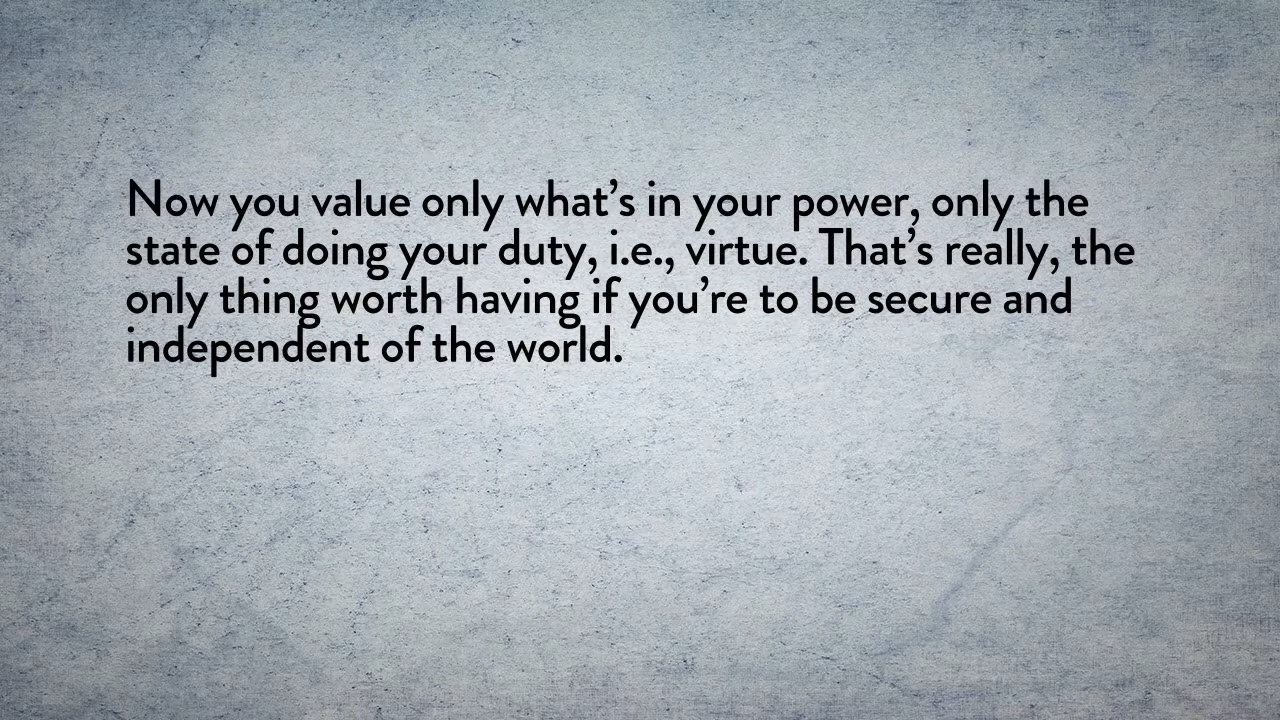 Now you value only what’s in your power, only the
state of doing your duty, i.e., virtue. That’s really, the
only thing worth having if you’re to be secure and
independent of the world.